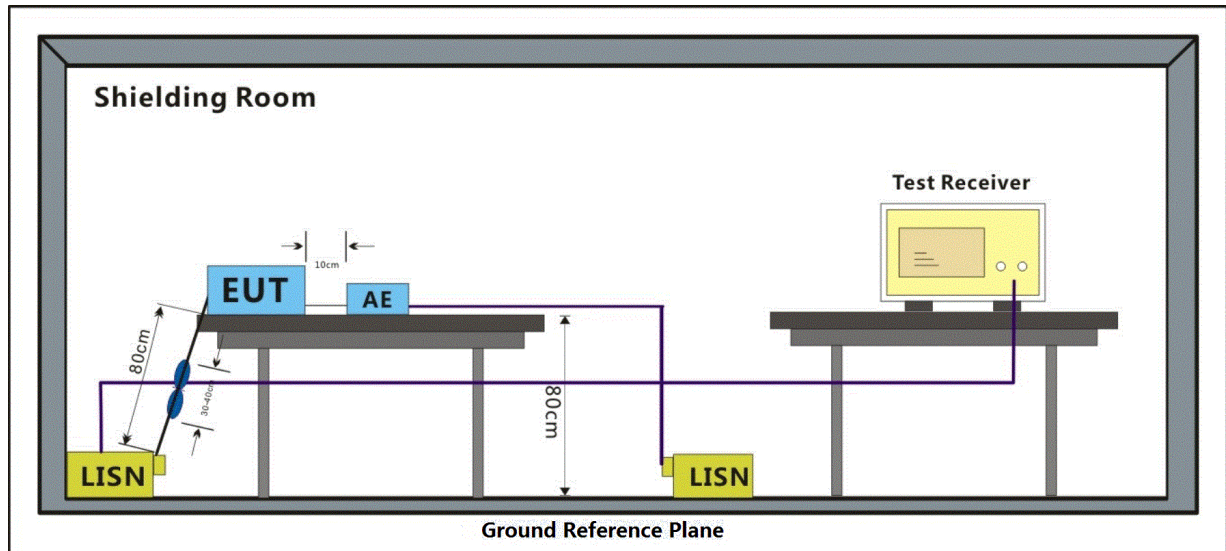 Shielding Room
Test Receiver
10cm
EUT
AE
80cm
30-40cm
80cm
LISN
LISN
Ground Reference Plane